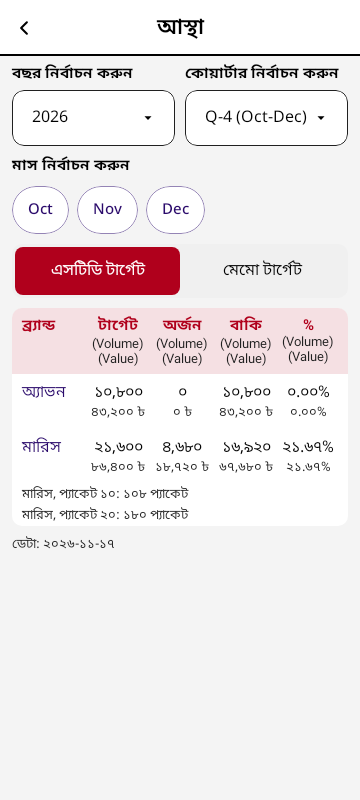 আস্থা
বছর নির্বাচন করুন
কোয়ার্টার নির্বাচন করুন
2026
Q-4 (Oct-Dec)
মাস নির্বাচন করুন
Oct Nov Dec
এসটিডি টার্গেট মেমো টার্গেট
ব্র্যান্ড টার্গেট অর্জন বাকি %
(Volume) (Volume) (Volume) (Volume)
(Value) (Value) (Value) (Value)
অ্যাভন ১০,৮০০ ০ ১০,৮০০ ০.০০%
৪৩,২০০ ৳ ০ ৳ ৪৩,২০০ ৳ ০.০০%
মারিস ২১,৬০০ ৪,৬৮০ ১৬,৯২০ ২১.৬৭%
৮৬,৪০০ ৳ ১৮,৭২০ ৳ ৬৭,৬৮০ ৳ ২১.৬৭%
মারিস, প্যাকেট ১০: ১০৮ প্যাকেট
মারিস, প্যাকেট ২০: ১৮০ প্যাকেট
ডেটা: ২০২৬-১১-১৭